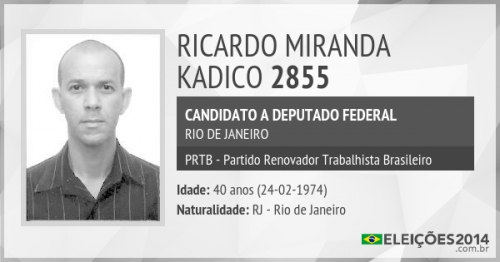 RICARDO MIRANDA
KADICO 2855
CANDIDATO A DEPUTADO FEDERAL
RIO DE JANEIRO
PRTB - Partido Renovador Trabalhista Brasileiro
Idade: 40 anos (24-02-1974)
Naturalidade: RJ - Rio de Janeiro
ELEIÇÕES2014
.com.br